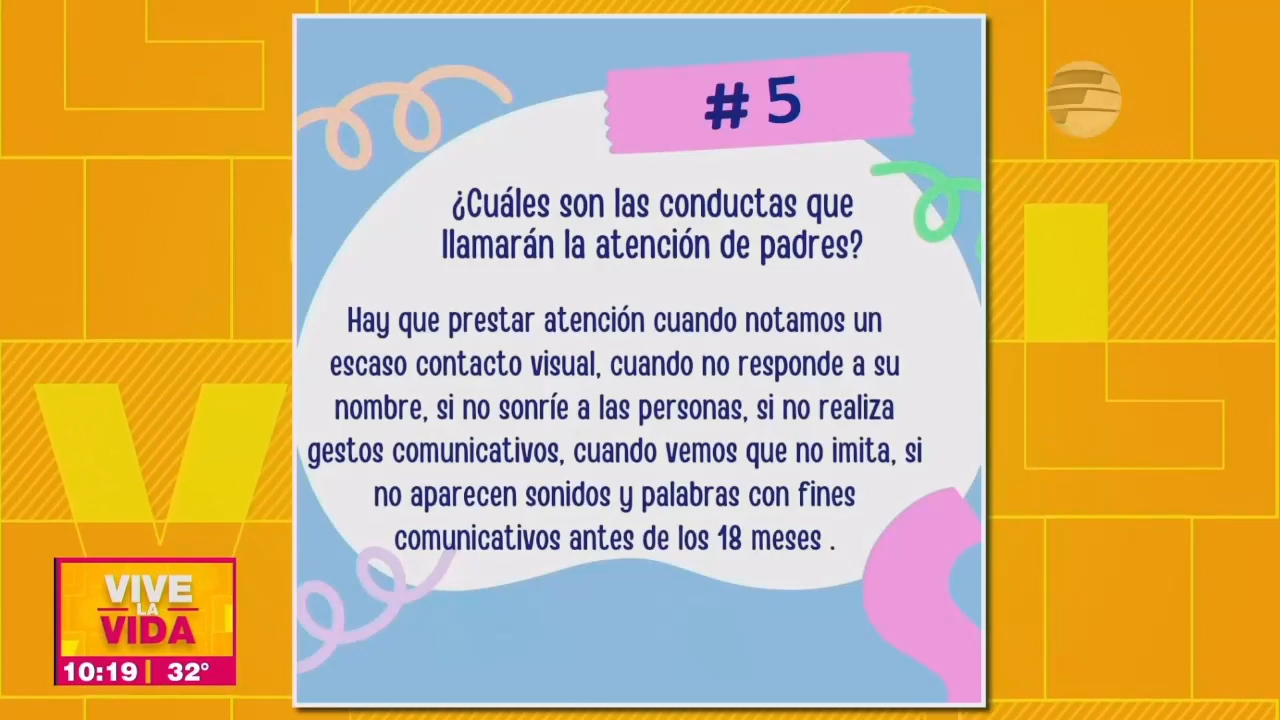 # 5
¿Cuáles son las conductas que
llamarán la atención de padres?
Hay que prestar atención cuando notamos un
escaso contacto visual, cuando no responde a su
nombre, si no sonríe a las personas, si no realiza
gestos comunicativos, cuando vemos que no imita, si
no aparecen sonidos y palabras con fines
comunicativos antes de los 18 meses .
VIVE
LA
VIDA
10:19 32°